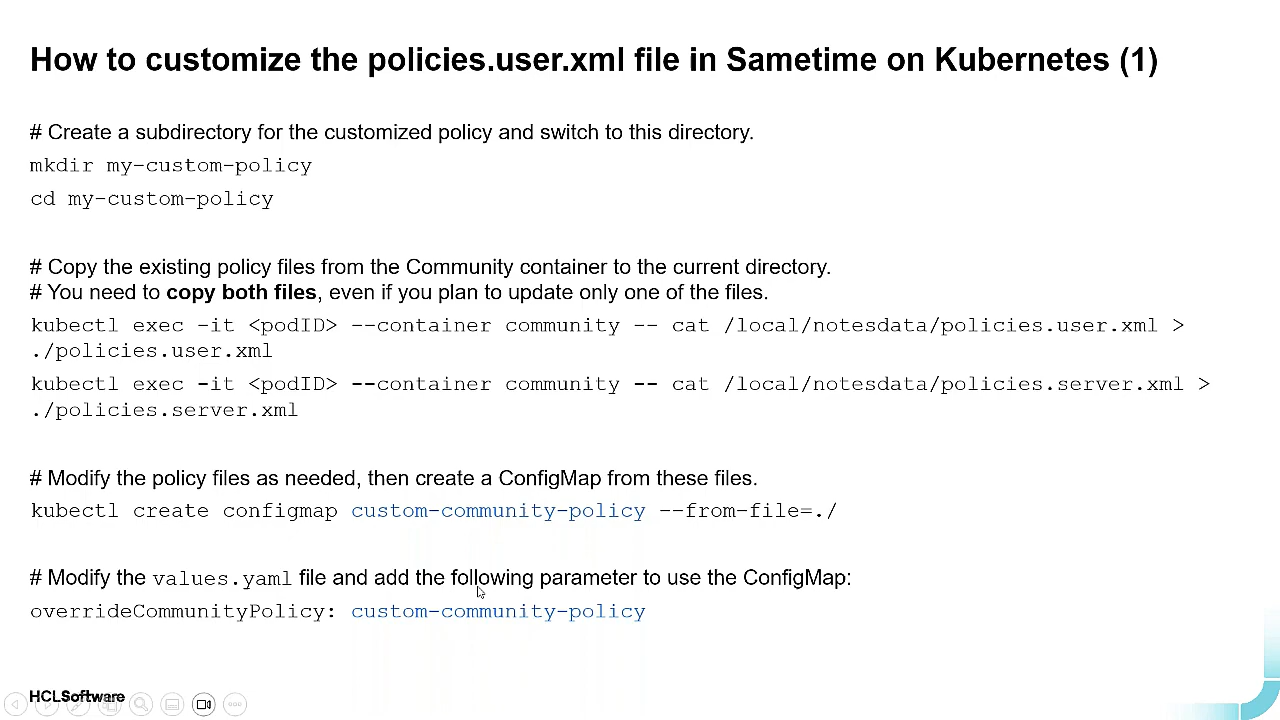 How to customize the policies.user.xml file in Sametime on Kubernetes (1)
# Create a subdirectory for the customized policy and switch to this directory.
mkdir my-custom-policy
cd my-custom-policy
# Copy the existing policy files from the Community container to the current directory.
# You need to copy both files, even if you plan to update only one of the files.
kubectl exec -it <podID> --container community -- cat /local/notesdata/policies.user.xml >
./policies.user.xml
kubectl exec -it <podID> --container community -- cat /local/notesdata/policies.server.xml >
./policies.server.xml
# Modify the policy files as needed, then create a ConfigMap from these files.
kubectl create configmap custom-community-policy --from-file=./
# Modify the values.yaml file and add the following parameter to use the ConfigMap:
overrideCommunityPolicy: custom-community-policy
HCLSoftware